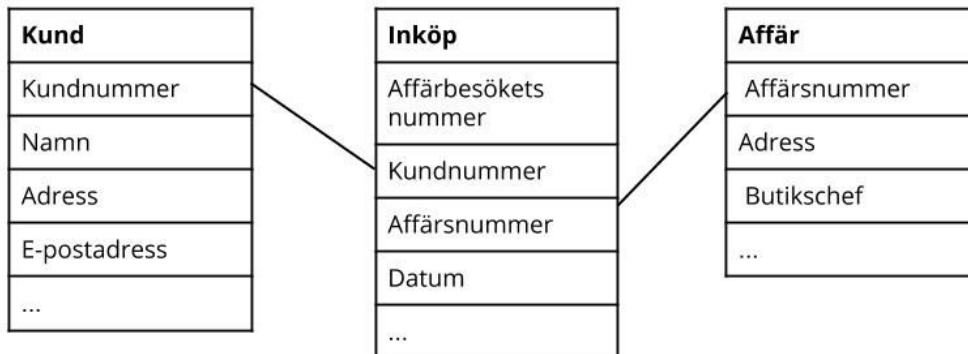 Kund
Kundnummer
Namn
Adress
E-postadress
...
Inköp
Affärbesökets
nummer
Kundnummer
Affärsnummer
Datum
...
Affär
Affärsnummer
Adress
Butikschef
...